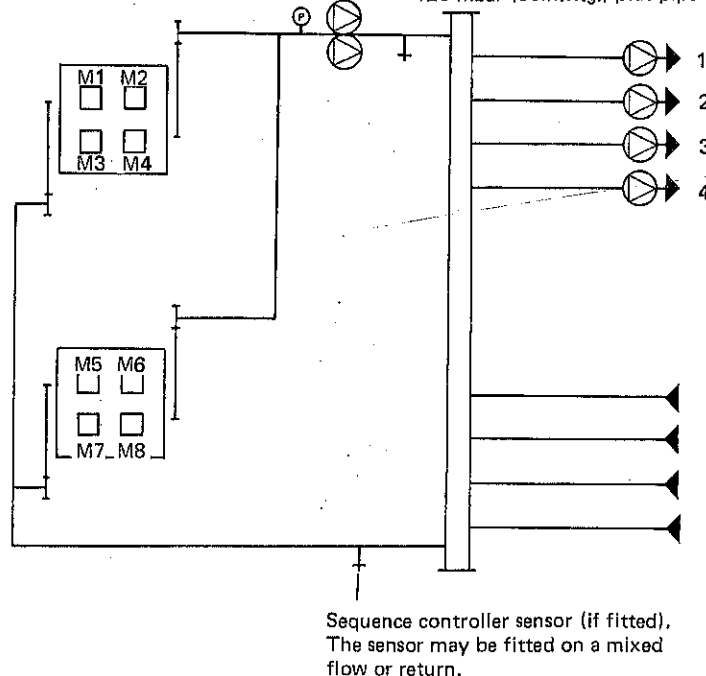 P
1
M1 M2
2
M3 M4
3
4
M5 M6
M7 M8
Sequence controller sensor (if fitted).
The sensor may be fitted on a mixed
flow or return.